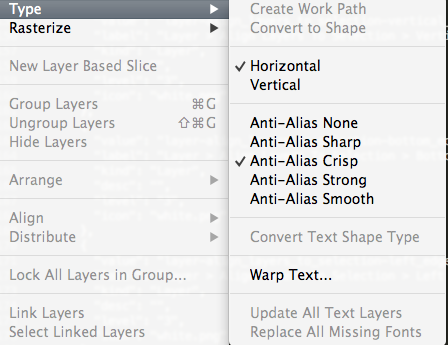 Type
Rasterize
New Layer Based Slice
Group Layers ⌘G
Ungroup Layers ⇧⌘G
Hide Layers
Arrange
Align
Distribute
Lock All Layers in Group...
Link Layers
Select Linked Layers
Create Work Path
Convert to Shape
✓ Horizontal
Vertical
Anti-Alias None
Anti-Alias Sharp
✓ Anti-Alias Crisp
Anti-Alias Strong
Anti-Alias Smooth
Convert Text Shape Type
Warp Text...
Update All Text Layers
Replace All Missing Fonts